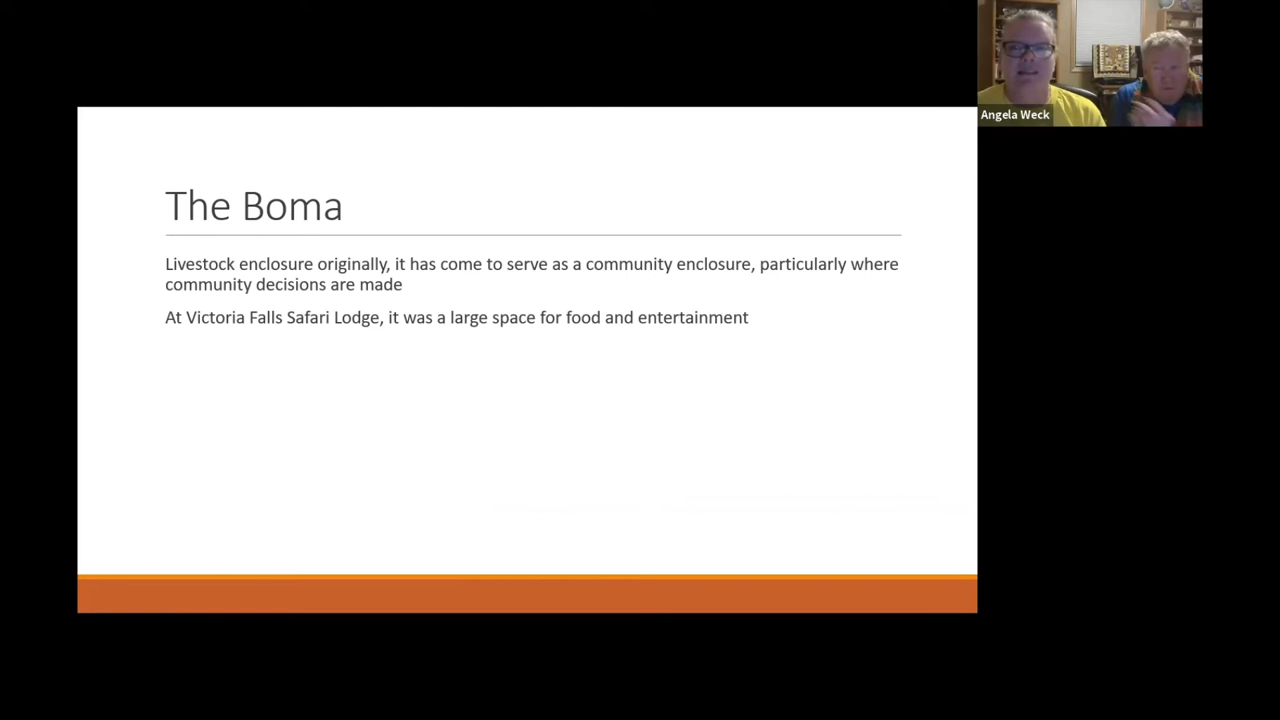 Angela Weck
The Boma
Livestock enclosure originally, it has come to serve as a community enclosure, particularly where
community decisions are made
At Victoria Falls Safari Lodge, it was a large space for food and entertainment